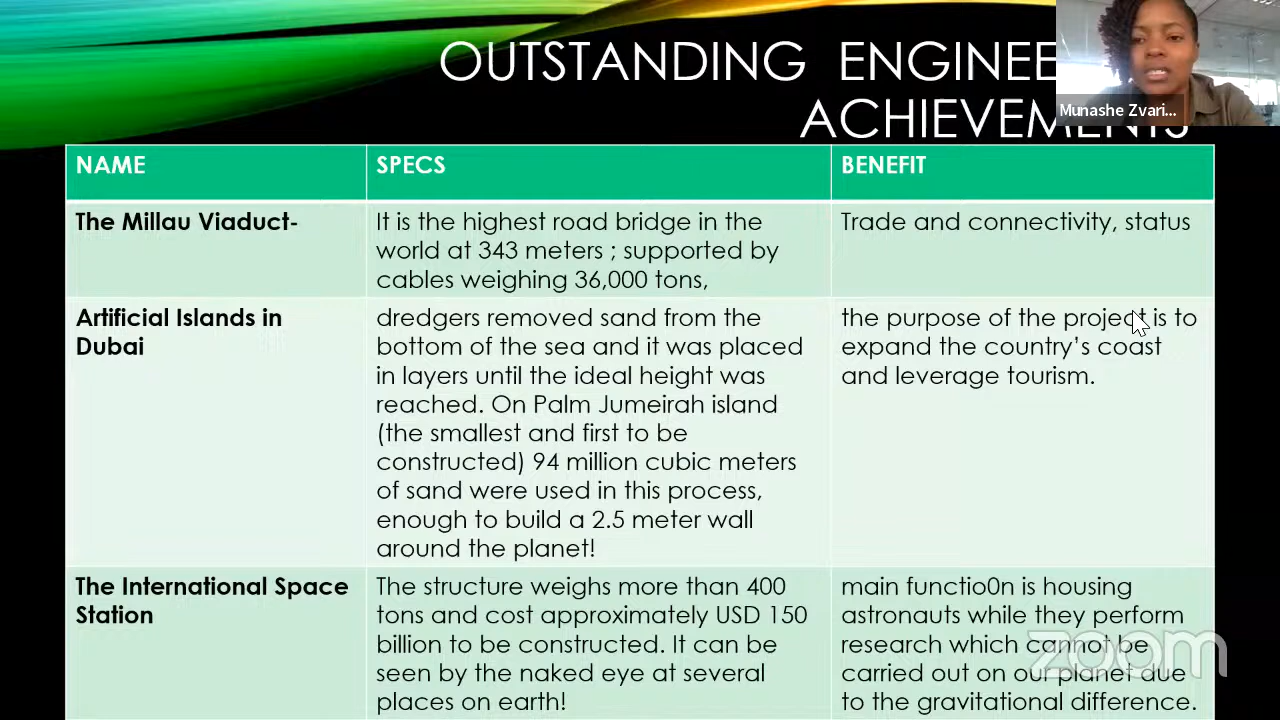 OUTSTANDING ENGINEE
ACHIEVEMENTS
Munashe Zvari...
NAME
SPECS
BENEFIT
The Millau Viaduct-
It is the highest road bridge in the
world at 343 meters ; supported by
cables weighing 36,000 tons,
Trade and connectivity, status
Artificial Islands in
Dubai
dredgers removed sand from the
bottom of the sea and it was placed
in layers until the ideal height was
reached. On Palm Jumeirah island
(the smallest and first to be
constructed) 94 million cubic meters
of sand were used in this process,
enough to build a 2.5 meter wall
around the planet!
the purpose of the project is to
expand the country’s coast
and leverage tourism.
The International Space
Station
The structure weighs more than 400
tons and cost approximately USD 150
billion to be constructed. It can be
seen by the naked eye at several
places on earth!
main functio0n is housing
astronauts while they perform
research which cannot be
carried out on our planet due
to the gravitational difference.
zoom